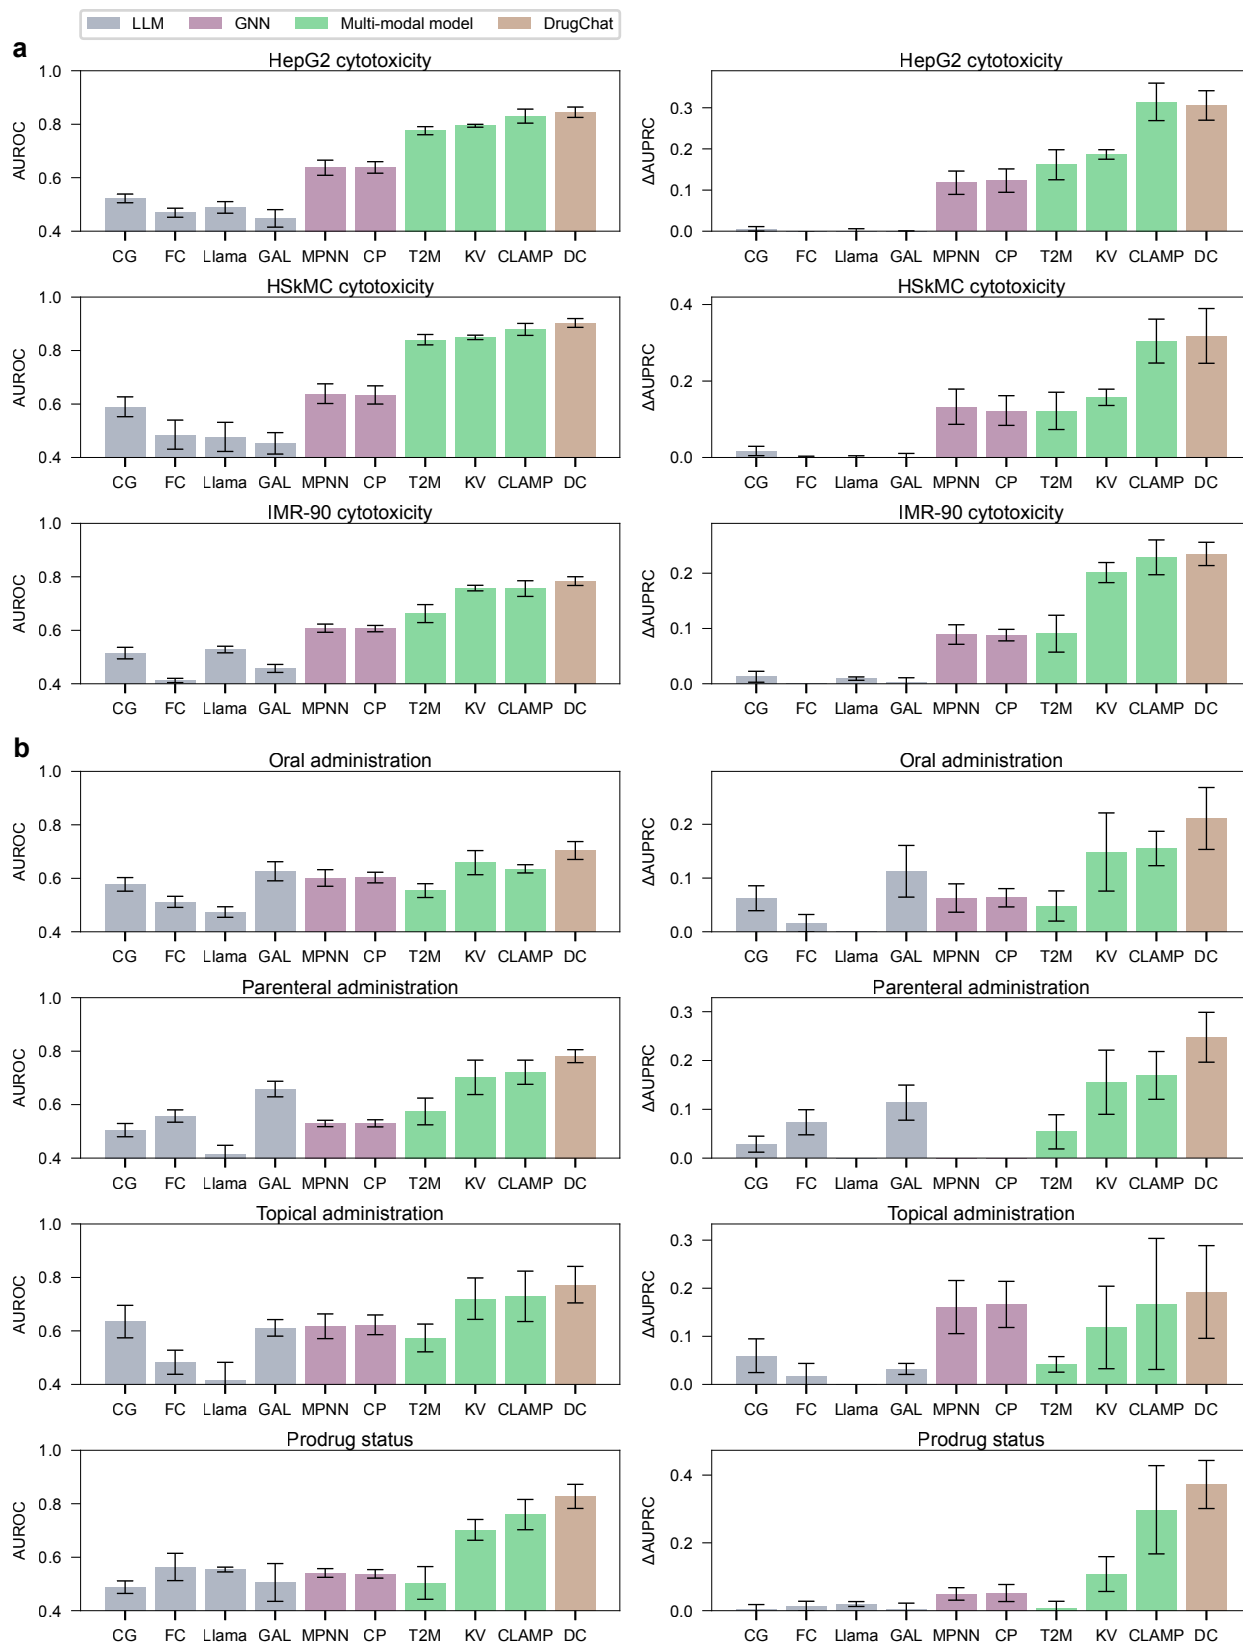 LLM GNN Multi-modal model DrugChat
a
HepG2 cytotoxicity
AUROC
1.0
0.8
0.6
0.4
CG FC Llama GAL MPNN CP T2M KV CLAMP DC
HepG2 cytotoxicity
ΔAUPRC
0.3
0.2
0.1
0.0
CG FC Llama GAL MPNN CP T2M KV CLAMP DC
HSkMC cytotoxicity
AUROC
1.0
0.8
0.6
0.4
CG FC Llama GAL MPNN CP T2M KV CLAMP DC
HSkMC cytotoxicity
ΔAUPRC
0.4
0.2
0.0
CG FC Llama GAL MPNN CP T2M KV CLAMP DC
IMR-90 cytotoxicity
AUROC
1.0
0.8
0.6
0.4
CG FC Llama GAL MPNN CP T2M KV CLAMP DC
IMR-90 cytotoxicity
ΔAUPRC
0.2
0.1
0.0
CG FC Llama GAL MPNN CP T2M KV CLAMP DC
b
Oral administration
AUROC
1.0
0.8
0.6
0.4
CG FC Llama GAL MPNN CP T2M KV CLAMP DC
Oral administration
ΔAUPRC
0.2
0.1
0.0
CG FC Llama GAL MPNN CP T2M KV CLAMP DC
Parenteral administration
AUROC
1.0
0.8
0.6
0.4
CG FC Llama GAL MPNN CP T2M KV CLAMP DC
Parenteral administration
ΔAUPRC
0.3
0.2
0.1
0.0
CG FC Llama GAL MPNN CP T2M KV CLAMP DC
Topical administration
AUROC
1.0
0.8
0.6
0.4
CG FC Llama GAL MPNN CP T2M KV CLAMP DC
Topical administration
ΔAUPRC
0.3
0.2
0.1
0.0
CG FC Llama GAL MPNN CP T2M KV CLAMP DC
Prodrug status
AUROC
1.0
0.8
0.6
0.4
CG FC Llama GAL MPNN CP T2M KV CLAMP DC
Prodrug status
ΔAUPRC
0.4
0.2
0.0
CG FC Llama GAL MPNN CP T2M KV CLAMP DC